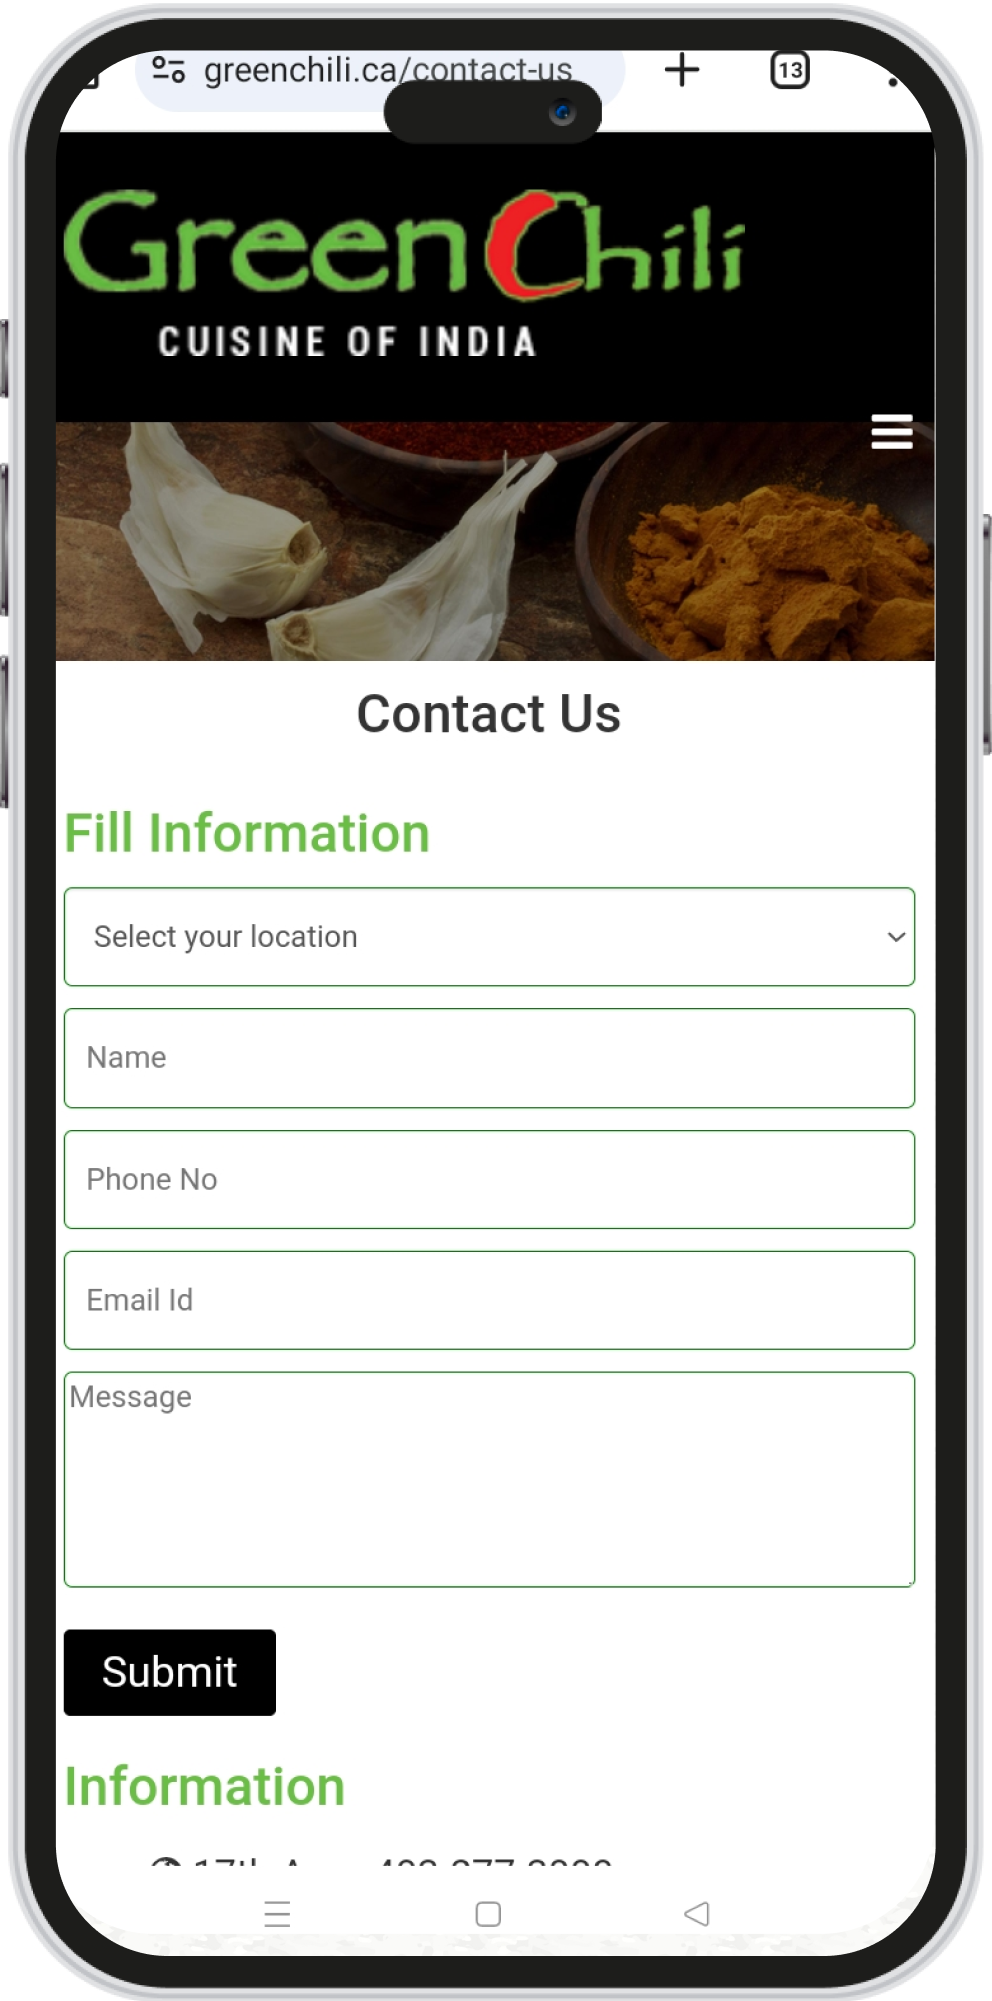 greenchili.ca/contact-us
13
Green Chili
CUISINE OF INDIA
Contact Us
Fill Information
Select your location
Name
Phone No
Email Id
Message
Submit
Information